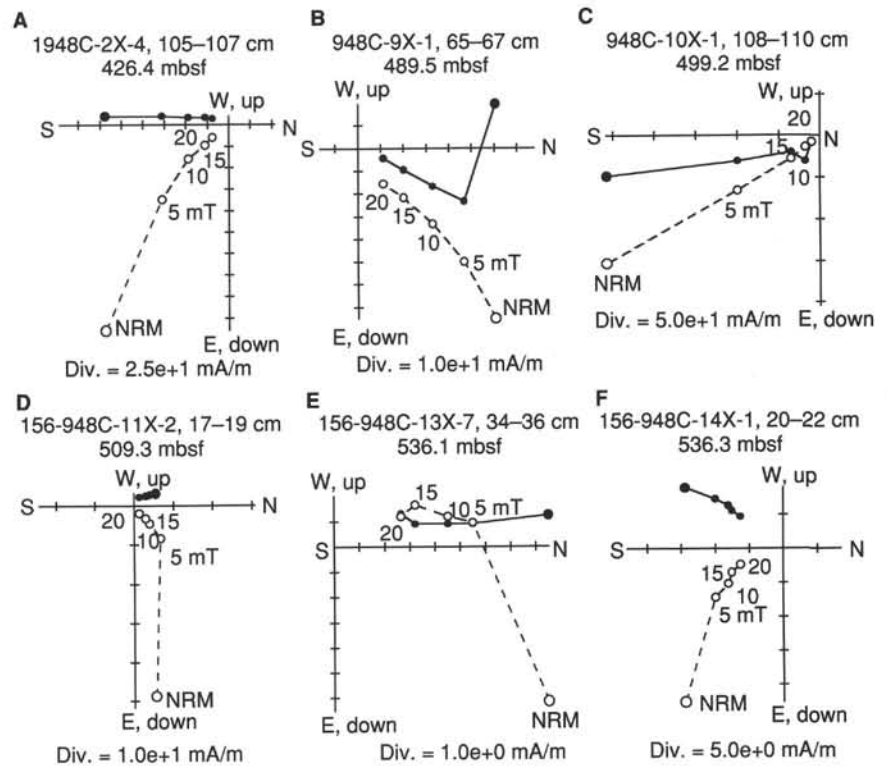 A
1948C-2X-4, 105–107 cm
426.4 mbsf
W, up
S
N
20
15
10
5 mT
NRM
E, down
Div. = 2.5e+1 mA/m
B
948C-9X-1, 65–67 cm
489.5 mbsf
W, up
S
N
20
15
10
5 mT
NRM
E, down
Div. = 1.0e+1 mA/m
C
948C-10X-1, 108–110 cm
499.2 mbsf
W, up
20
S
N
15
10
5 mT
NRM
Div. = 5.0e+1 mA/m
E, down
D
156-948C-11X-2, 17–19 cm
509.3 mbsf
W, up
S
N
20
15
10
5 mT
NRM
E, down
Div. = 1.0e+1 mA/m
E
156-948C-13X-7, 34–36 cm
536.1 mbsf
W, up
15
10 5 mT
20
S
N
NRM
E, down
Div. = 1.0e+0 mA/m
F
156-948C-14X-1, 20–22 cm
536.3 mbsf
W, up
S
N
15
20
10
5 mT
NRM
E, down
Div. = 5.0e+0 mA/m